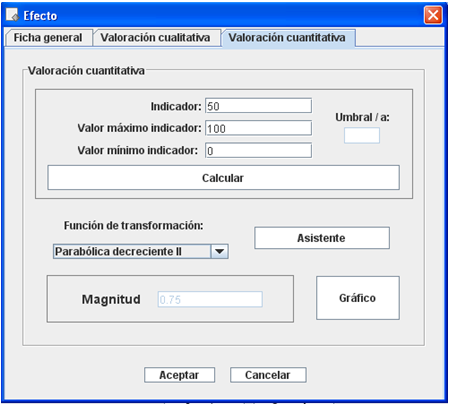 Efecto
Ficha general Valoración cualitativa Valoración cuantitativa
Valoración cuantitativa
Indicador: 50
Umbral / a:
Valor máximo indicador: 100
Valor mínimo indicador: 0
Calcular
Función de transformación:
Asistente
Parabólica decreciente II
Magnitud 0.75
Gráfico
Aceptar Cancelar